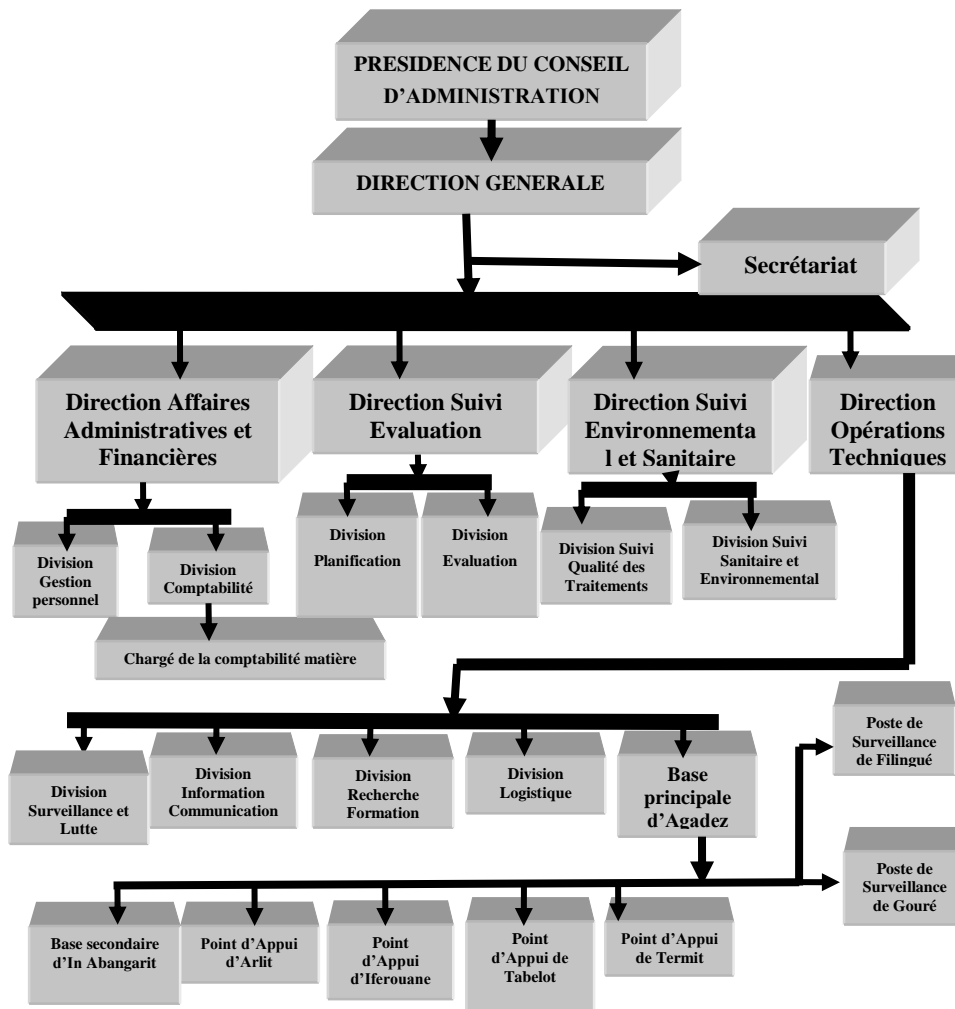 PRESIDENCE DU CONSEIL
D’ADMINISTRATION
DIRECTION GENERALE
Secrétariat
Direction Affaires
Administratives et
Financières
Direction Suivi
Evaluation
Direction Suivi
Environnementa
l et Sanitaire
Direction
Opérations
Techniques
Division
Gestion
personnel
Division
Comptabilité
Division
Planification
Division
Evaluation
Division Suivi
Qualité des
Traitements
Division Suivi
Sanitaire et
Environnemental
Chargé de la comptabilité matière
Division
Surveillance et
Lutte
Division
Information
Communication
Division
Recherche
Formation
Division
Logistique
Base
principale
d’Agadez
Poste de
Surveillance
de Filingué
Poste de
Surveillance
de Gouré
Base secondaire
d’In Abangarit
Point d’Appui
d’Arlit
Point
d’Appui
d’Iferouane
Point
d’Appui de
Tabelot
Point d’Appui
de Termit